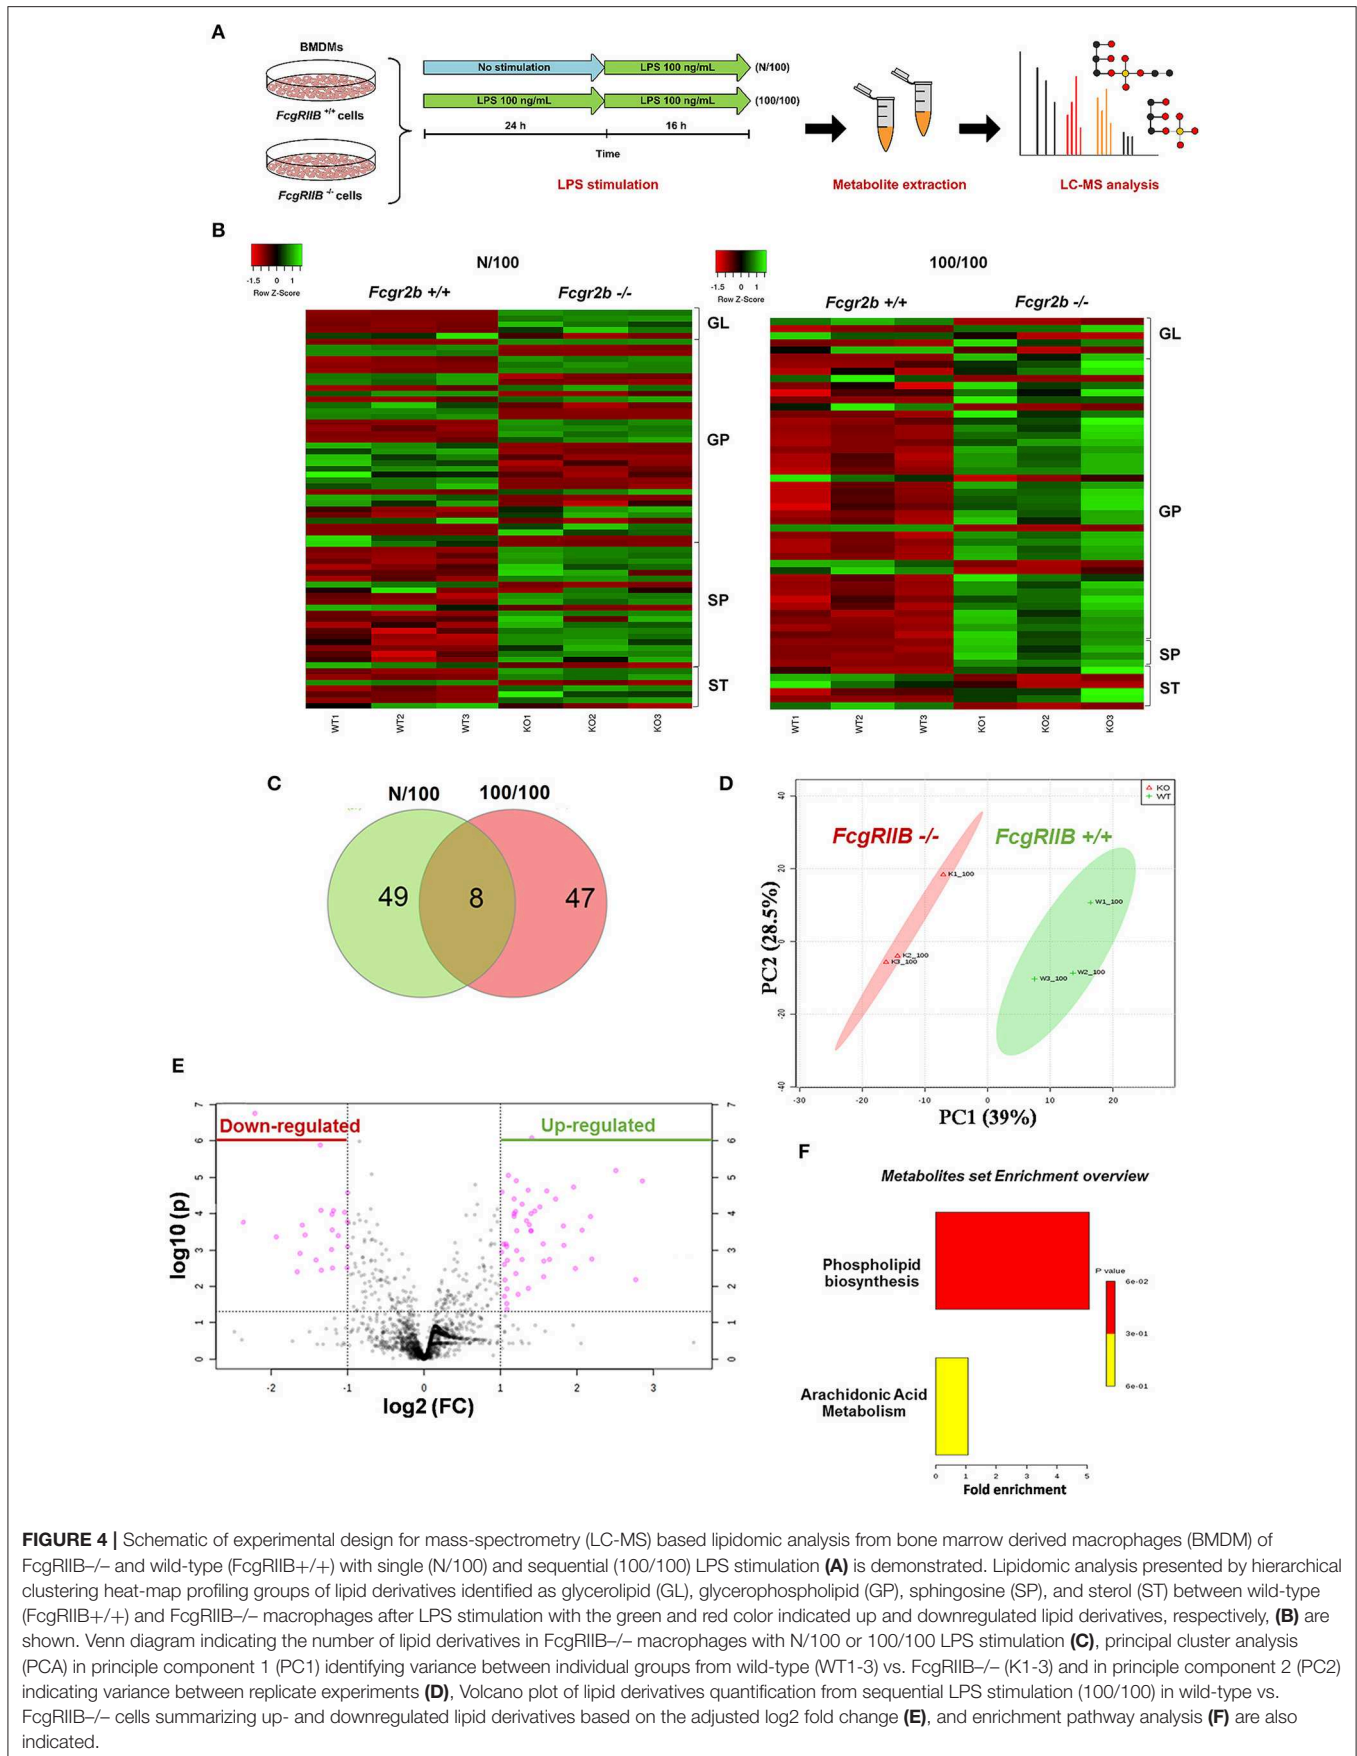 A
BMDMs
FcgRIIB +/+ cells
FcgRIIB -/- cells
No stimulation
LPS 100 ng/mL
(N/100)
LPS 100 ng/mL
LPS 100 ng/mL
(100/100)
24 h
16 h
Time
LPS stimulation
Metabolite extraction
LC-MS analysis
B
-1.5 0 1
Row Z-Score
N/100
Fcgr2b +/+
Fcgr2b -/-
GL
GP
SP
ST
WT1
WT2
WT3
KO1
KO2
KO3
-1.5 0 1
Row Z-Score
100/100
Fcgr2b +/+
Fcgr2b -/-
GL
GP
SP
ST
WT1
WT2
WT3
KO1
KO2
KO3
C
N/100
100/100
49
8
47
D
KO
WT
FcgRIIB -/-
FcgRIIB +/+
K1_100
K2_100
K3_100
W1_100
W2_100
W3_100
PC2 (28.5%)
40
20
0
-20
-40
-30 -20 -10 0 10 20
PC1 (39%)
E
Down-regulated
Up-regulated
log10 (p)
7
6
5
4
3
2
1
0
7
6
5
4
3
2
1
0
-2 -1 0 1 2 3
log2 (FC)
F
Metabolites set Enrichment overview
Phospholipid
biosynthesis
Arachidonic Acid
Metabolism
P value
6e-02
3e-01
6e-01
0 1 2 3 4 5
Fold enrichment
FIGURE 4 | Schematic of experimental design for mass-spectrometry (LC-MS) based lipidomic analysis from bone marrow derived macrophages (BMDM) of
FcgRIIB–/– and wild-type (FcgRIIB+/+) with single (N/100) and sequential (100/100) LPS stimulation (A) is demonstrated. Lipidomic analysis presented by hierarchical
clustering heat-map profiling groups of lipid derivatives identified as glycerolipid (GL), glycerophospholipid (GP), sphingosine (SP), and sterol (ST) between wild-type
(FcgRIIB+/+) and FcgRIIB–/– macrophages after LPS stimulation with the green and red color indicated up and downregulated lipid derivatives, respectively, (B) are
shown. Venn diagram indicating the number of lipid derivatives in FcgRIIB–/– macrophages with N/100 or 100/100 LPS stimulation (C), principal cluster analysis
(PCA) in principle component 1 (PC1) identifying variance between individual groups from wild-type (WT1-3) vs. FcgRIIB–/– (K1-3) and in principle component 2 (PC2)
indicating variance between replicate experiments (D), Volcano plot of lipid derivatives quantification from sequential LPS stimulation (100/100) in wild-type vs.
FcgRIIB–/– cells summarizing up- and downregulated lipid derivatives based on the adjusted log2 fold change (E), and enrichment pathway analysis (F) are also
indicated.